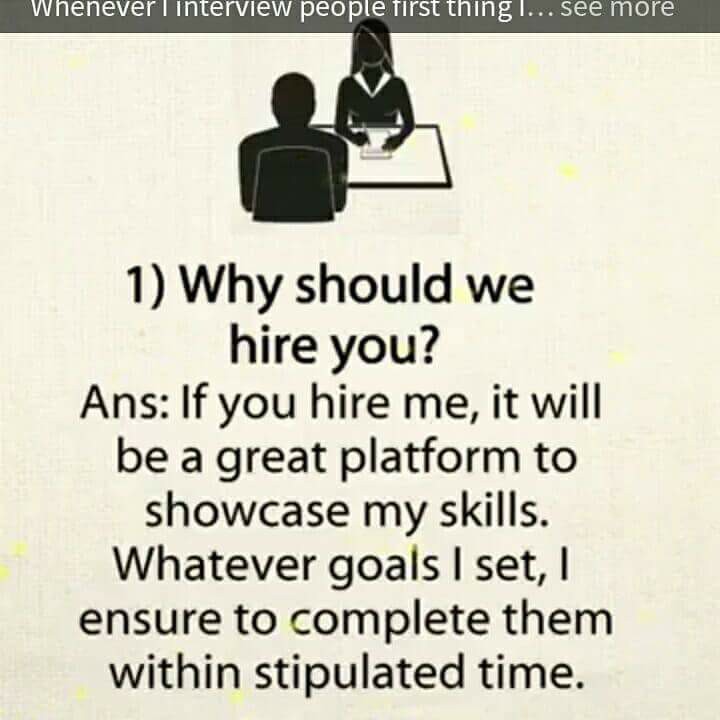 Whenever I interview people first thing I... see more
1) Why should we
hire you?
Ans: If you hire me, it will
be a great platform to
showcase my skills.
Whatever goals I set, I
ensure to complete them
within stipulated time.